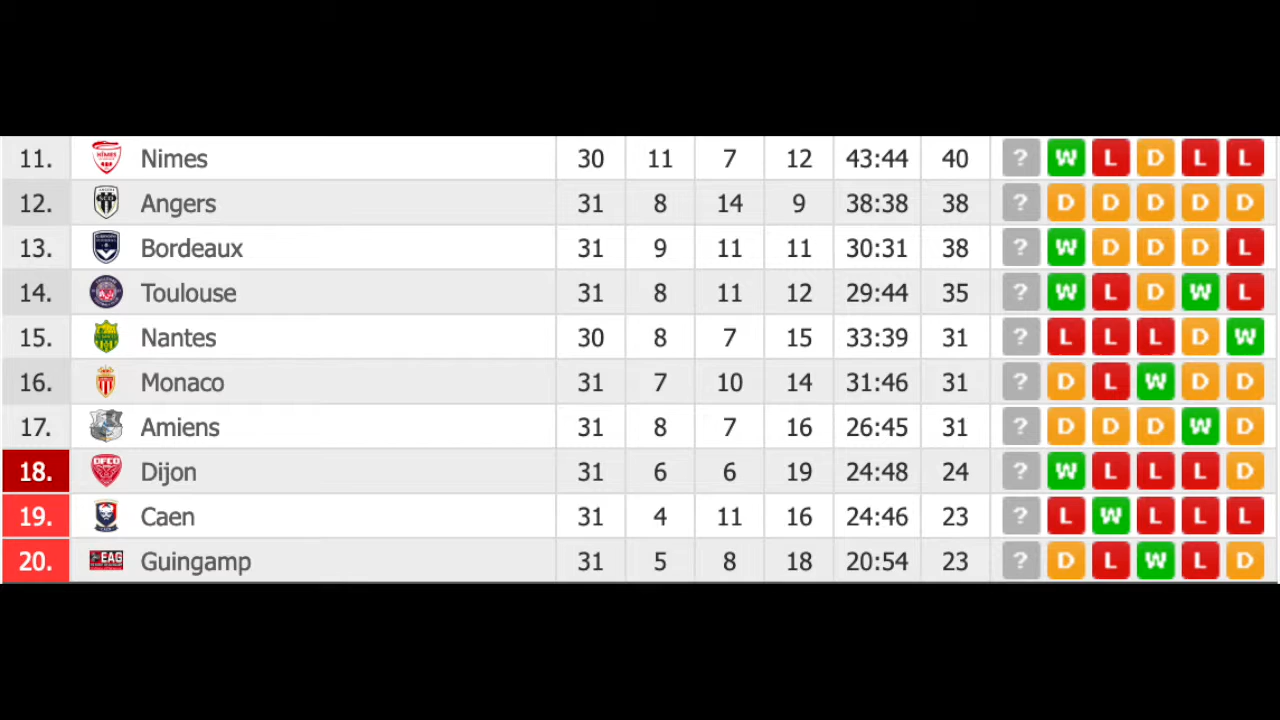 11. Nimes 30 11 7 12 43:44 40 ? W L D L L
12. Angers 31 8 14 9 38:38 38 ? D D D D D
13. Bordeaux 31 9 11 11 30:31 38 ? W D D D L
14. Toulouse 31 8 11 12 29:44 35 ? W L D W L
15. Nantes 30 8 7 15 33:39 31 ? L L L D W
16. Monaco 31 7 10 14 31:46 31 ? D L W D D
17. Amiens 31 8 7 16 26:45 31 ? D D D W D
18. DFCO Dijon 31 6 6 19 24:48 24 ? W L L L D
19. Caen 31 4 11 16 24:46 23 ? L W L L L
20. EAG Guingamp 31 5 8 18 20:54 23 ? D L W L D